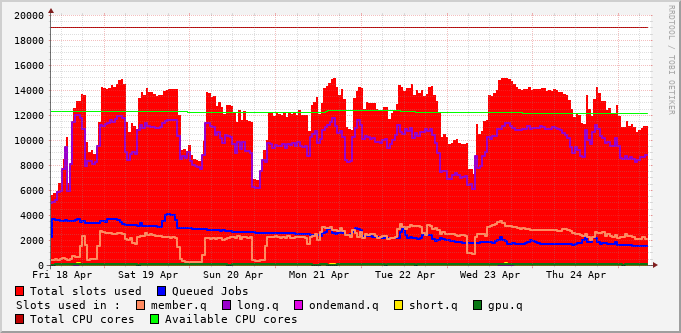 20000
18000
16000
14000
12000
10000
8000
6000
4000
2000
0
Fri 18 Apr Sat 19 Apr Sun 20 Apr Mon 21 Apr Tue 22 Apr Wed 23 Apr Thu 24 Apr
Total slots used Queued Jobs
Slots used in : member.q long.q ondemand.q short.q gpu.q
Total CPU cores Available CPU cores
RRDTOOL / TOBI OETIKER